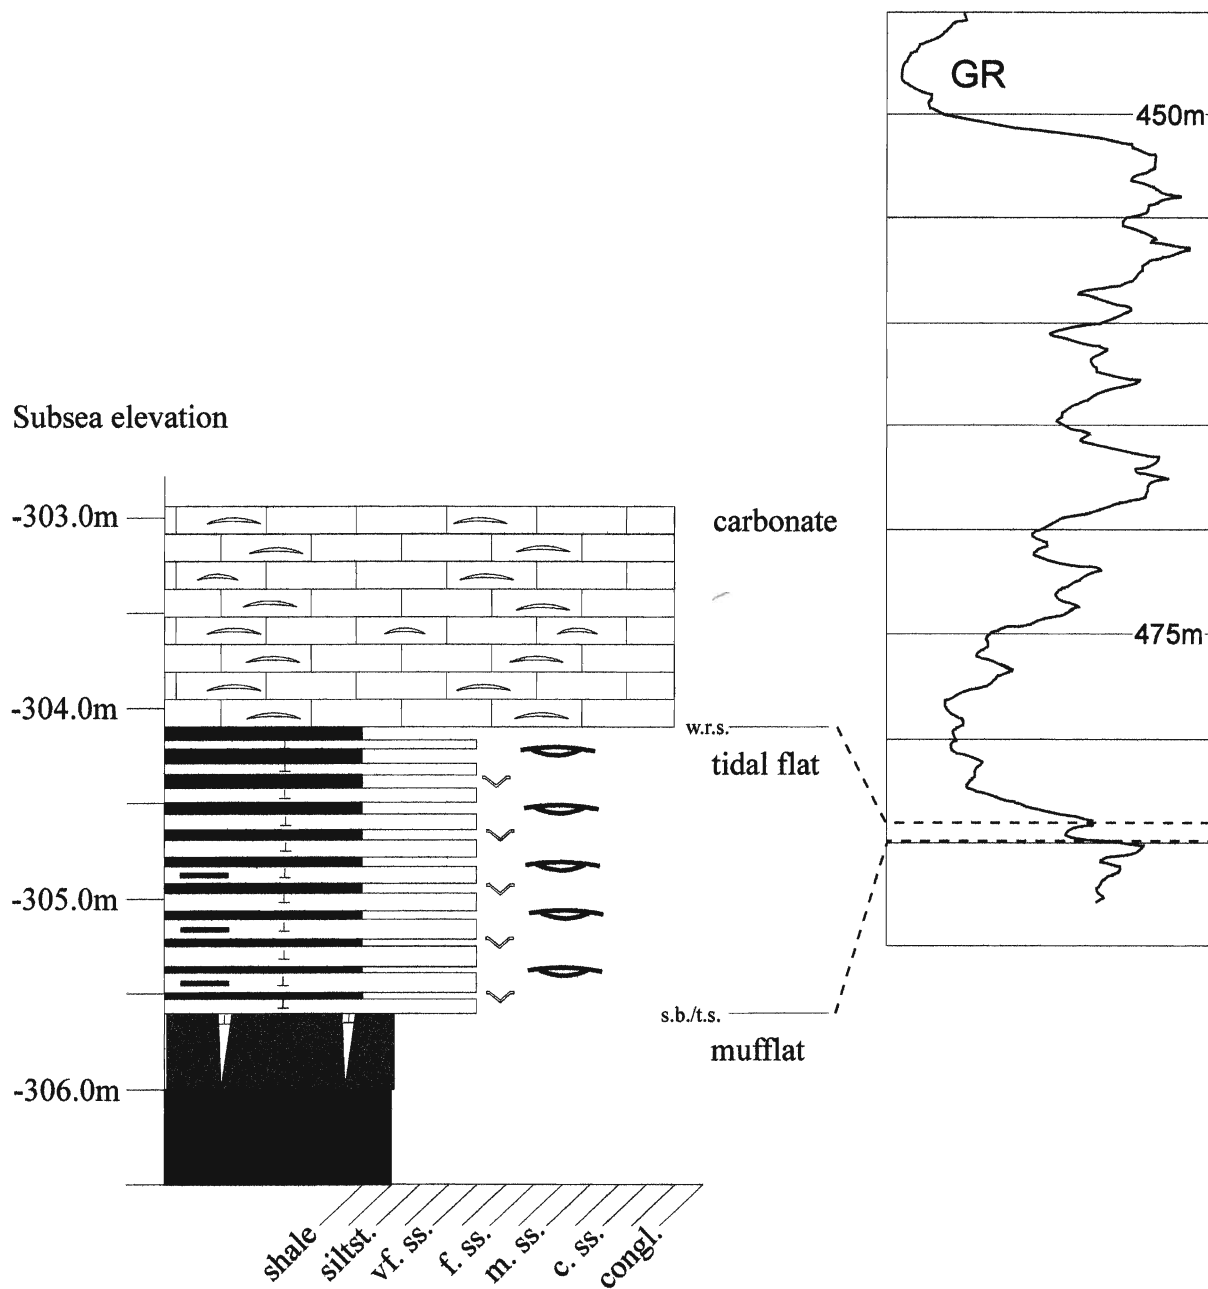 GR
450m
Subsea elevation
-303.0m
carbonate
475m
-304.0m
w.r.s.
tidal flat
-305.0m
s.b./t.s.
mufflat
-306.0m
shale
siltst.
vf. ss.
f. ss.
m. ss.
c. ss.
congl.